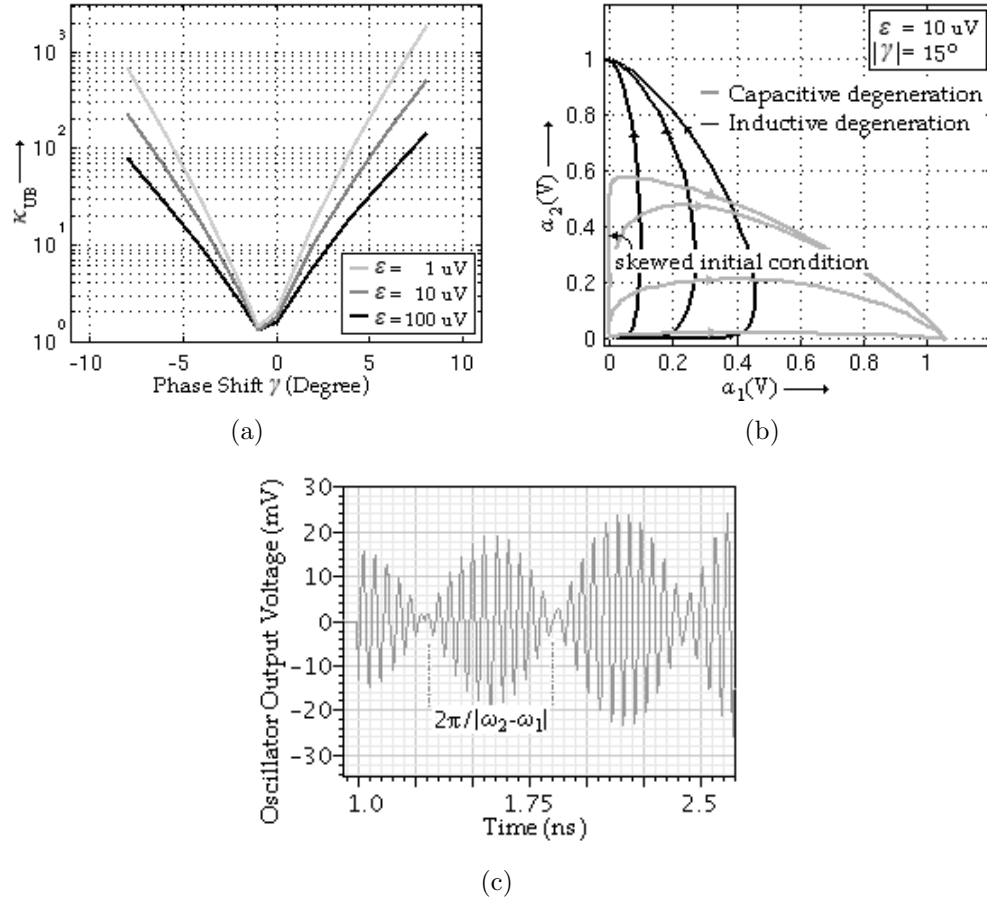 10³
10²
10¹
10⁰
κ_UB
-10 -5 0 5 10
Phase Shift γ (Degree)
ε = 1 uV
ε = 10 uV
ε = 100 uV
(a)
1
0.8
0.6
0.4
0.2
0
a₂(V)
0 0.2 0.4 0.6 0.8 1
a₁(V)
ε = 10 uV
|γ| = 15°
Capacitive degeneration
Inductive degeneration
skewed initial condition
(b)
30
20
10
0
-10
-20
-30
Oscillator Output Voltage (mV)
2π/|ω₂-ω₁|
1.0 1.75 2.5
Time (ns)
(c)